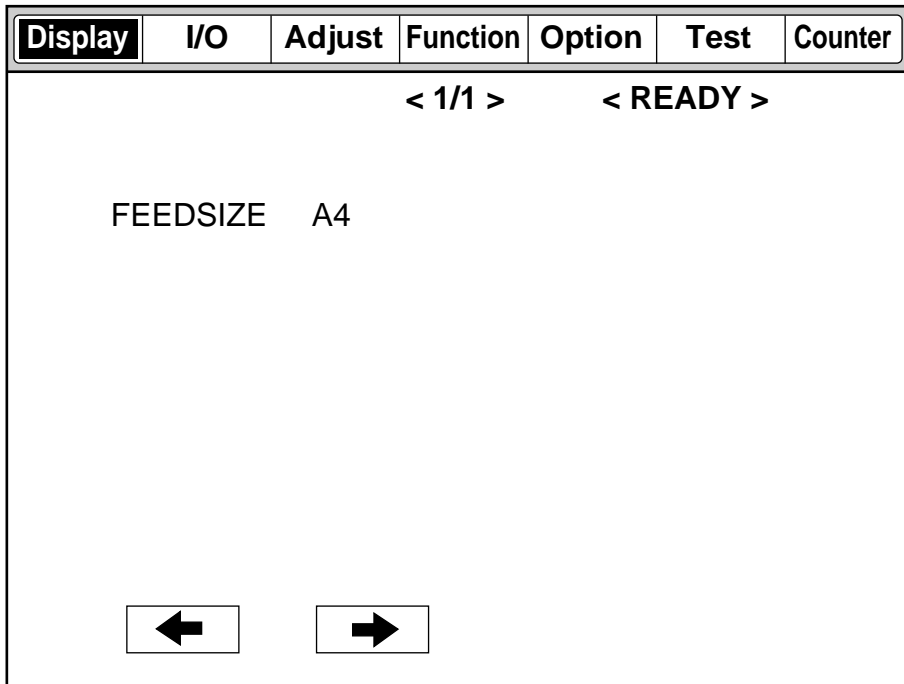 Display I/O Adjust Function Option Test Counter
< 1/1 > < READY >
FEEDSIZE A4